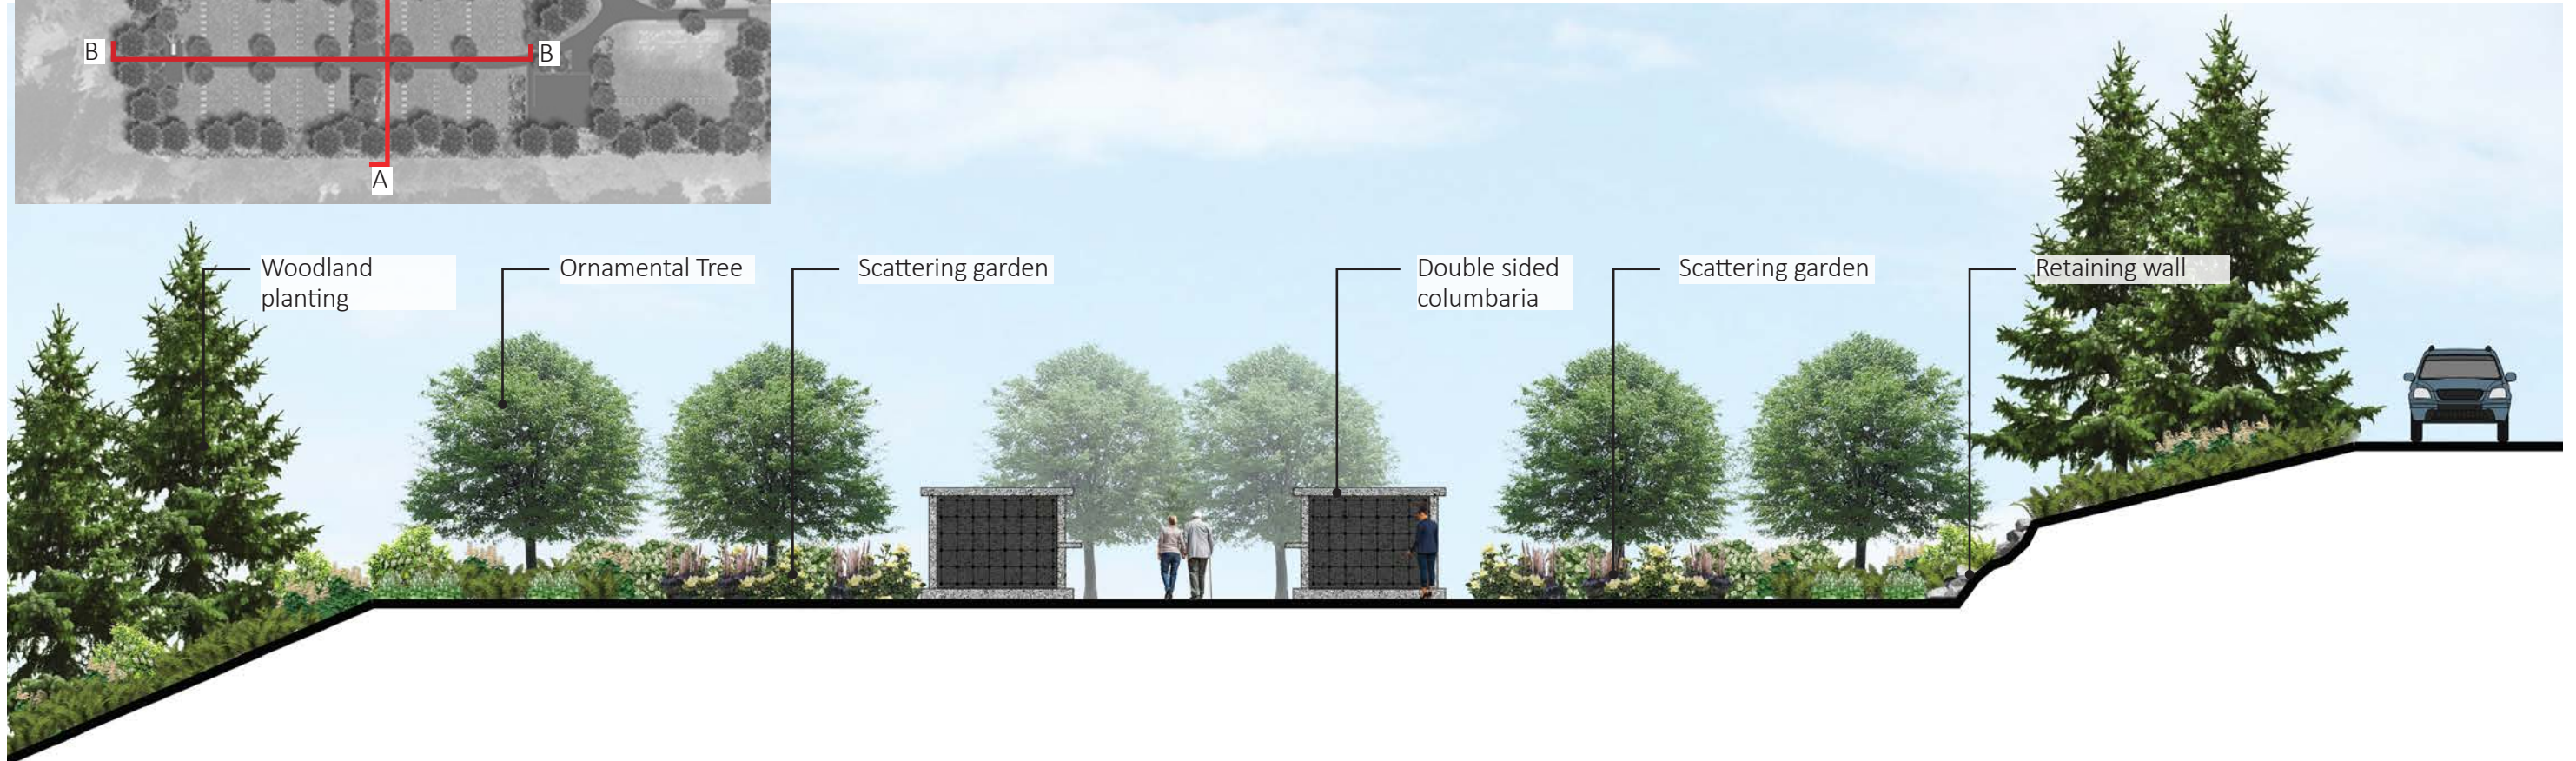 B
B
A
Woodland
planting
Ornamental Tree
Scattering garden
Double sided
columbaria
Scattering garden
Retaining wall